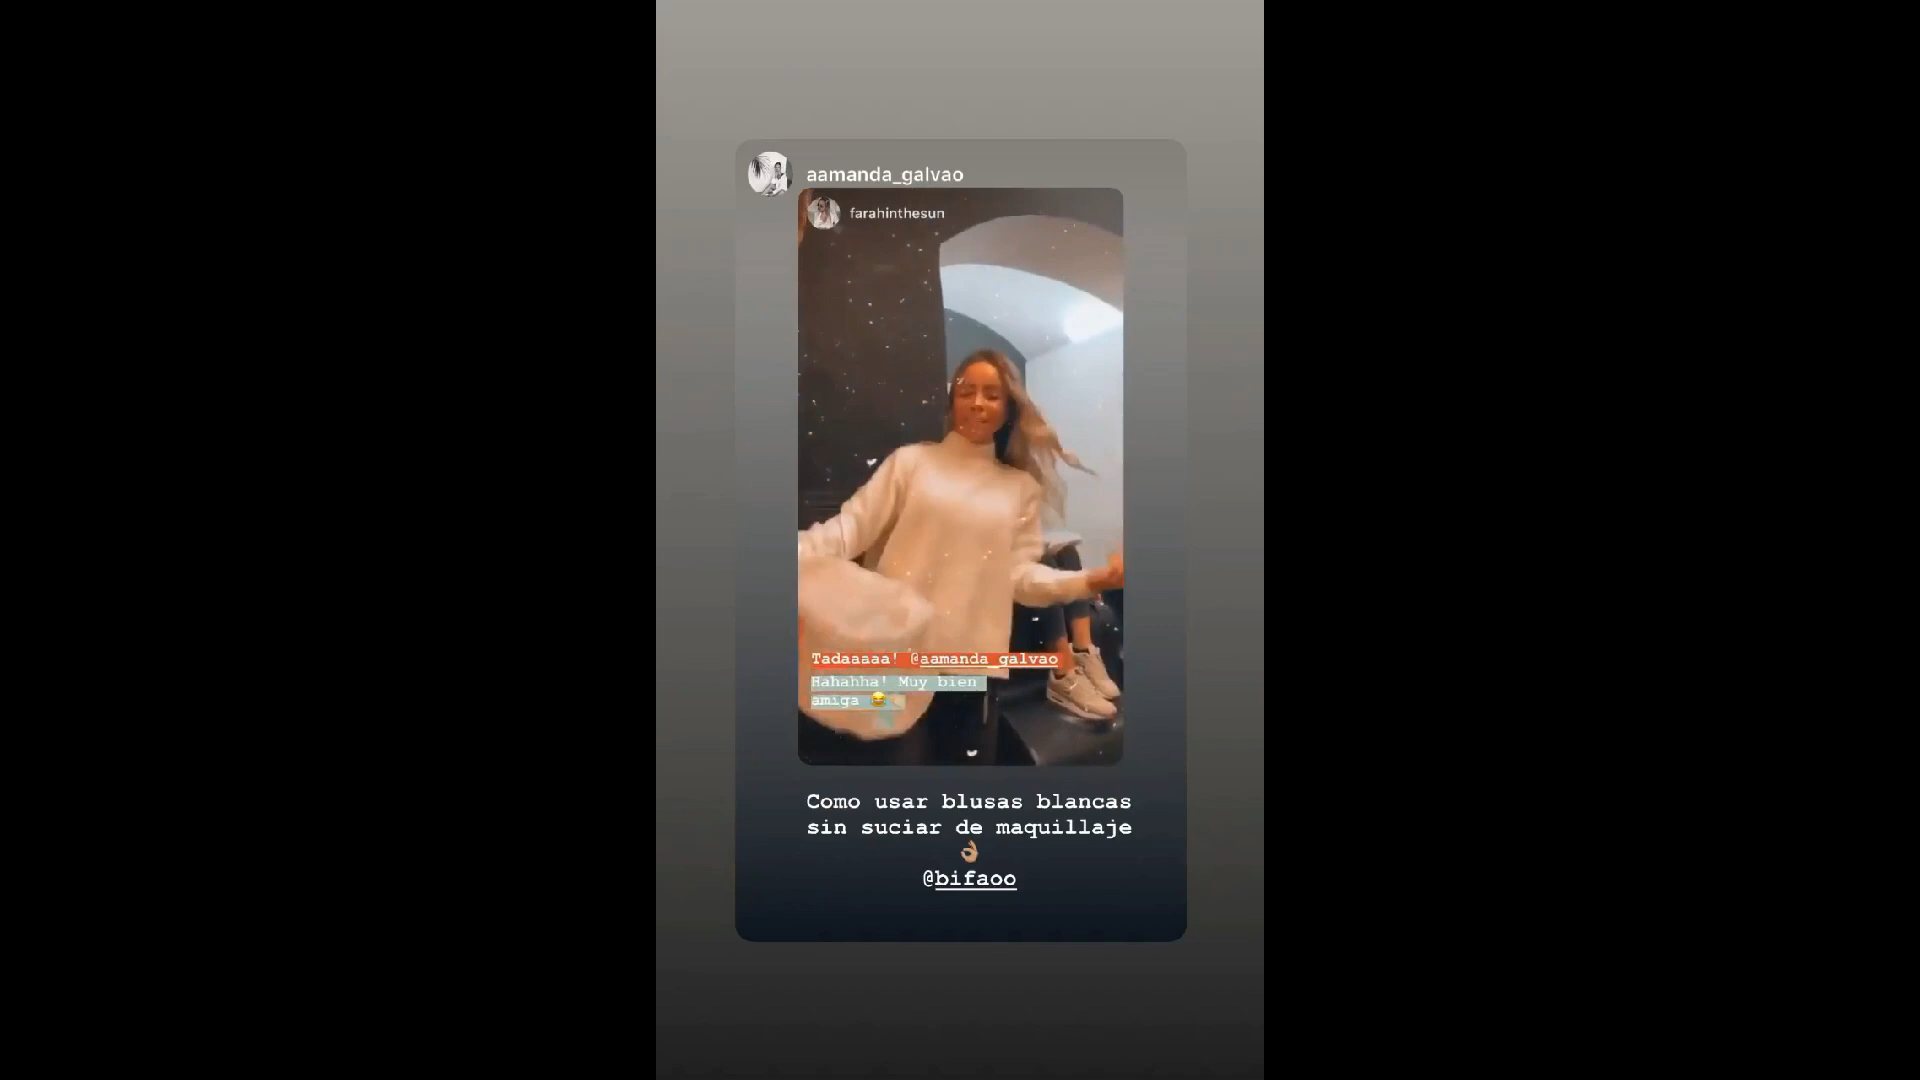 aamanda_galvao
farahinthesun
Tadaaaaa! @aamanda_galvao
Hahahha! Muy bien
amiga 😂
Como usar blusas blancas
sin suciar de maquillaje
👌🏽
@bifaoo